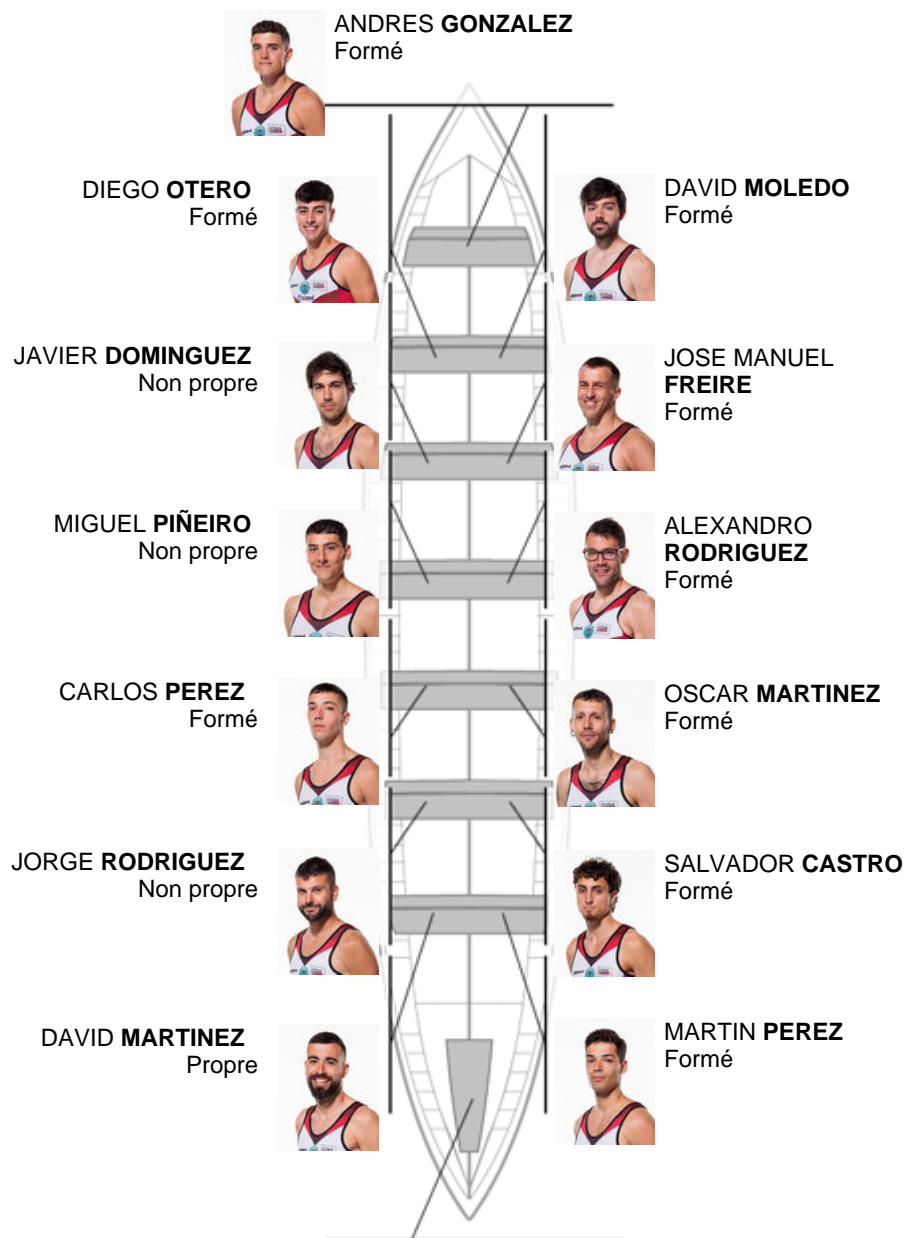 ANDRES GONZALEZ
Formé
DIEGO OTERO
Formé
DAVID MOLEDO
Formé
JAVIER DOMINGUEZ
Non propre
JOSE MANUEL
FREIRE
Formé
MIGUEL PIÑEIRO
Non propre
ALEXANDRO
RODRIGUEZ
Formé
CARLOS PEREZ
Formé
OSCAR MARTINEZ
Formé
JORGE RODRIGUEZ
Non propre
SALVADOR CASTRO
Formé
DAVID MARTINEZ
Propre
MARTIN PEREZ
Formé